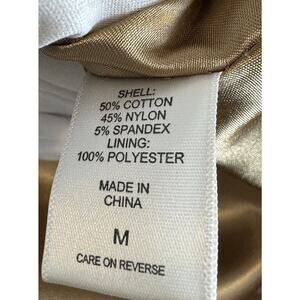 SHELL:
50% COTTON
45% NYLON
5% SPANDEX
LINING:
100% POLYESTER
MADE IN
CHINA
M
CARE ON REVERSE